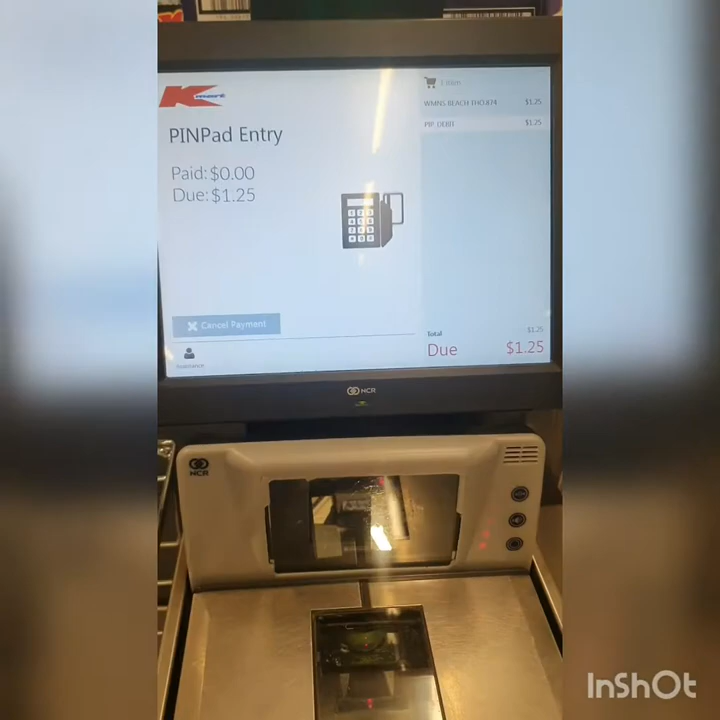 Kmart
PINPad Entry
Paid: $0.00
Due: $1.25
Cancel Payment
1 Item
WMNS BEACH THO.874 $1.25
PIP DEBIT $1.25
Total $1.25
Due $1.25
NCR
NCR
InShOt